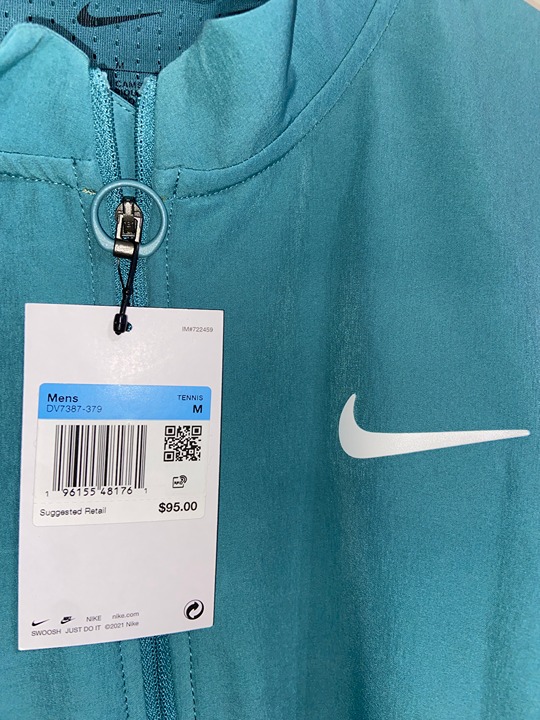 M
IM#722459
Mens TENNIS
DV7387-379 M
1 96155 48176 1
NFC
Suggested Retail $95.00
NIKE nike.com
SWOOSH JUST DO IT ©2021 Nike